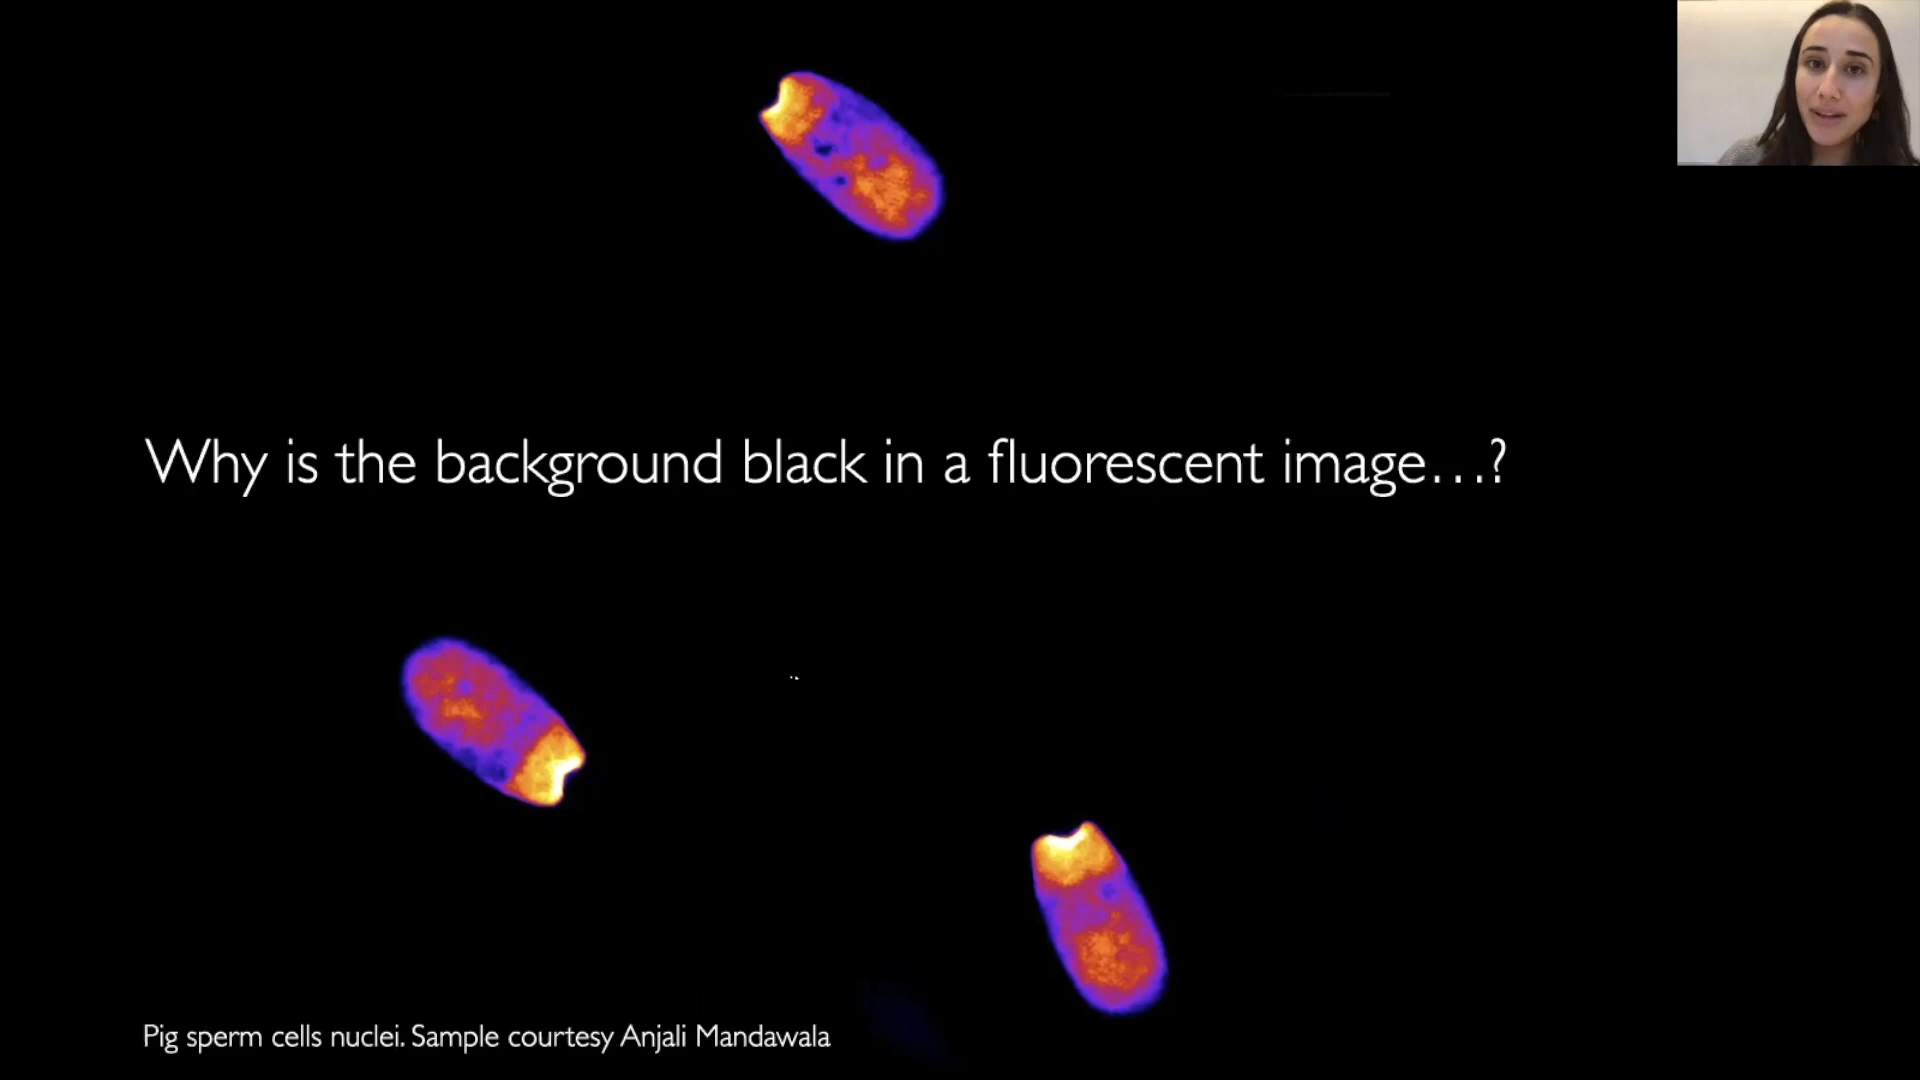 Why is the background black in a fluorescent image...?
Pig sperm cells nuclei. Sample courtesy Anjali Mandawala